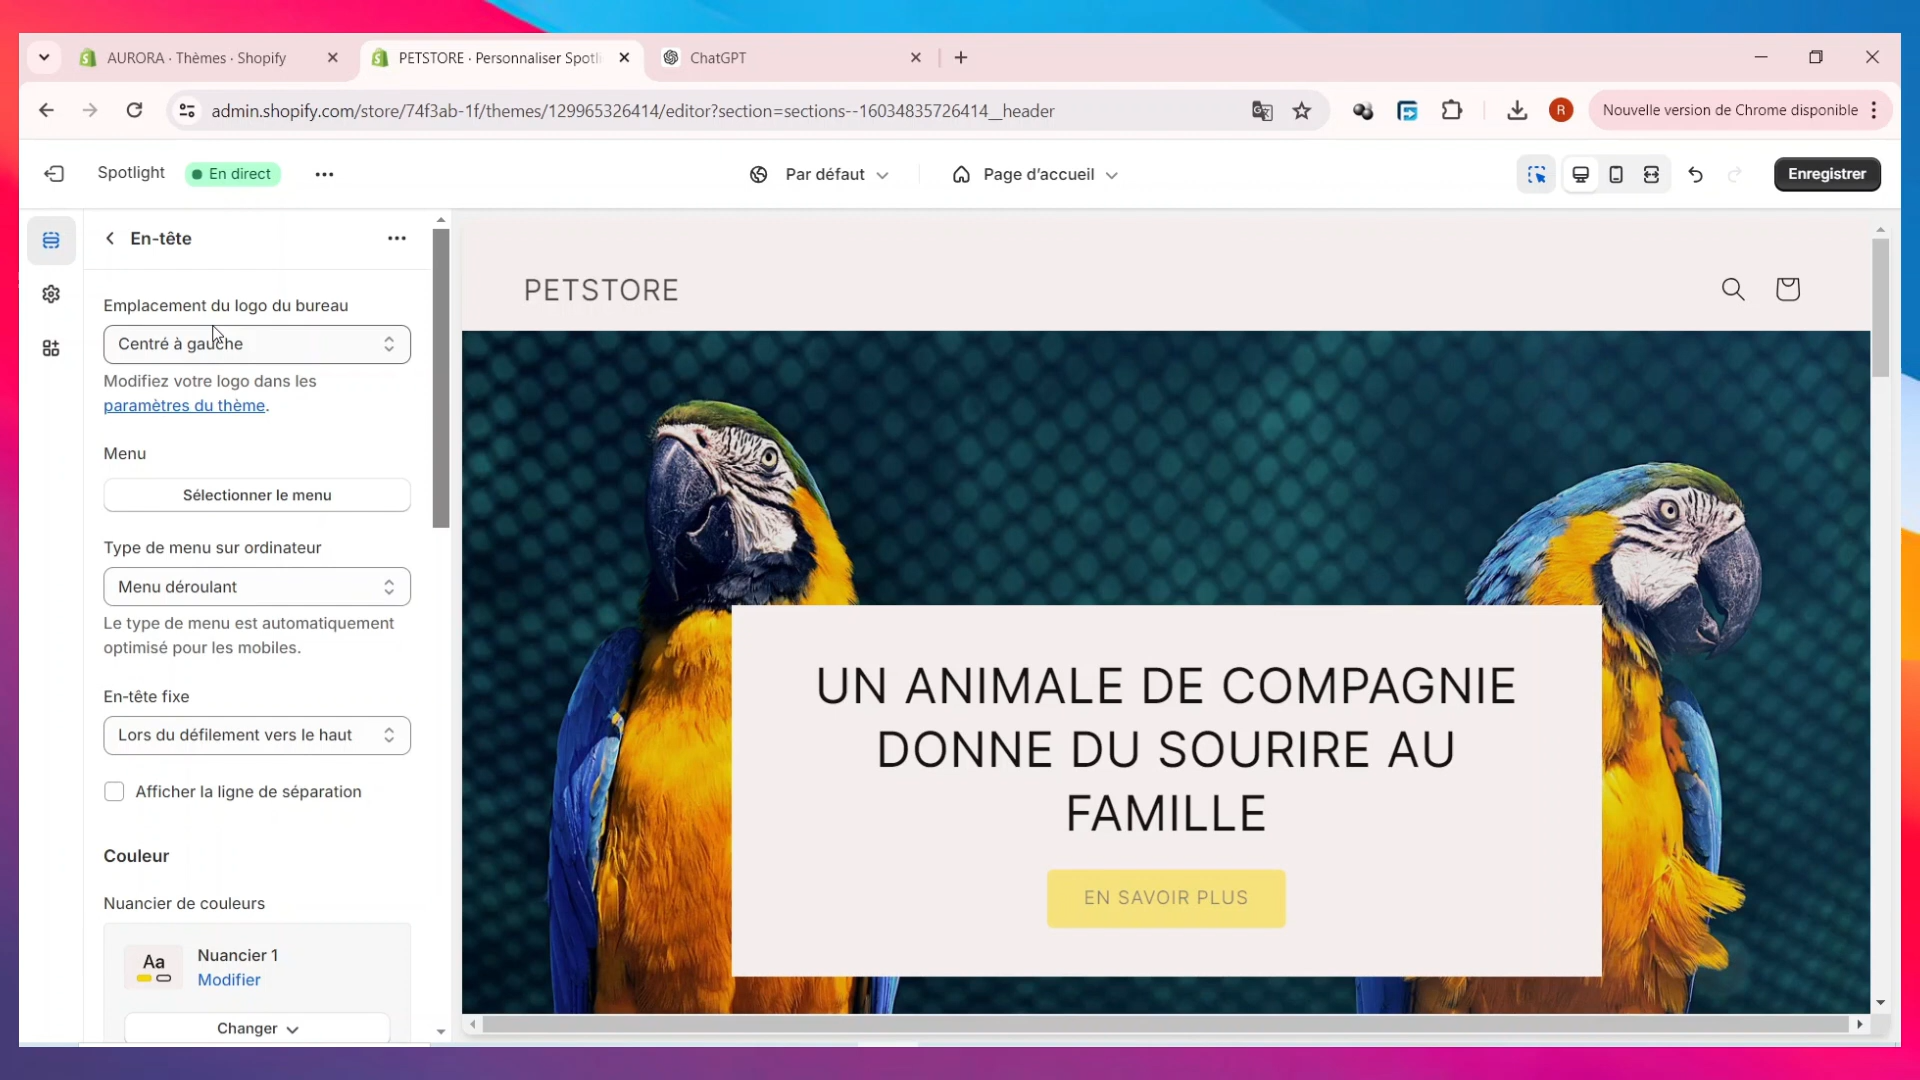 AURORA · Thèmes · Shopify
PETSTORE · Personnaliser Spotli
ChatGPT
admin.shopify.com/store/74f3ab-1f/themes/129965326414/editor?section=sections--16034835726414__header
R
Nouvelle version de Chrome disponible
Spotlight
En direct
Par défaut
Page d'accueil
Enregistrer
En-tête
Emplacement du logo du bureau
Centré à gauche
Modifiez votre logo dans les
paramètres du thème.
Menu
Sélectionner le menu
Type de menu sur ordinateur
Menu déroulant
Le type de menu est automatiquement
optimisé pour les mobiles.
En-tête fixe
Lors du défilement vers le haut
Afficher la ligne de séparation
Couleur
Nuancier de couleurs
Aa
Nuancier 1
Modifier
Changer
PETSTORE
UN ANIMALE DE COMPAGNIE
DONNE DU SOURIRE AU
FAMILLE
EN SAVOIR PLUS